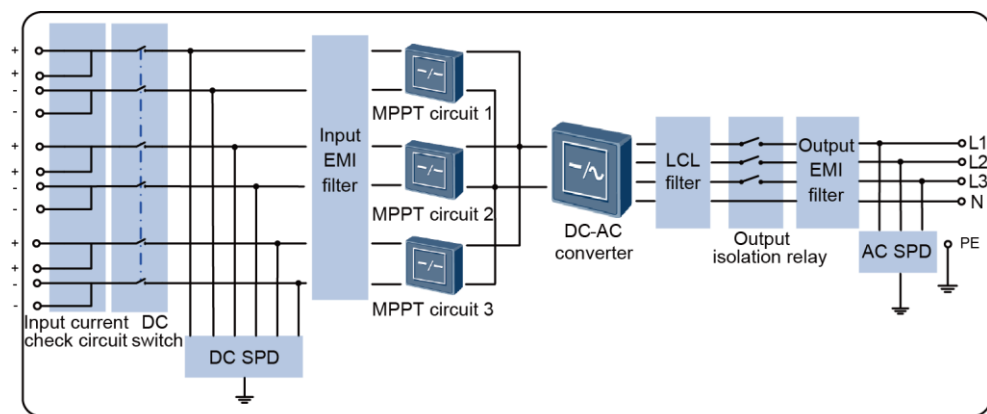 +
+
-
-
+
+
-
-
+
+
-
-
Input current
check circuit
DC
switch
DC SPD
Input
EMI
filter
MPPT circuit 1
MPPT circuit 2
MPPT circuit 3
DC-AC
converter
LCL
filter
Output
isolation relay
Output
EMI
filter
L1
L2
L3
N
AC SPD
PE